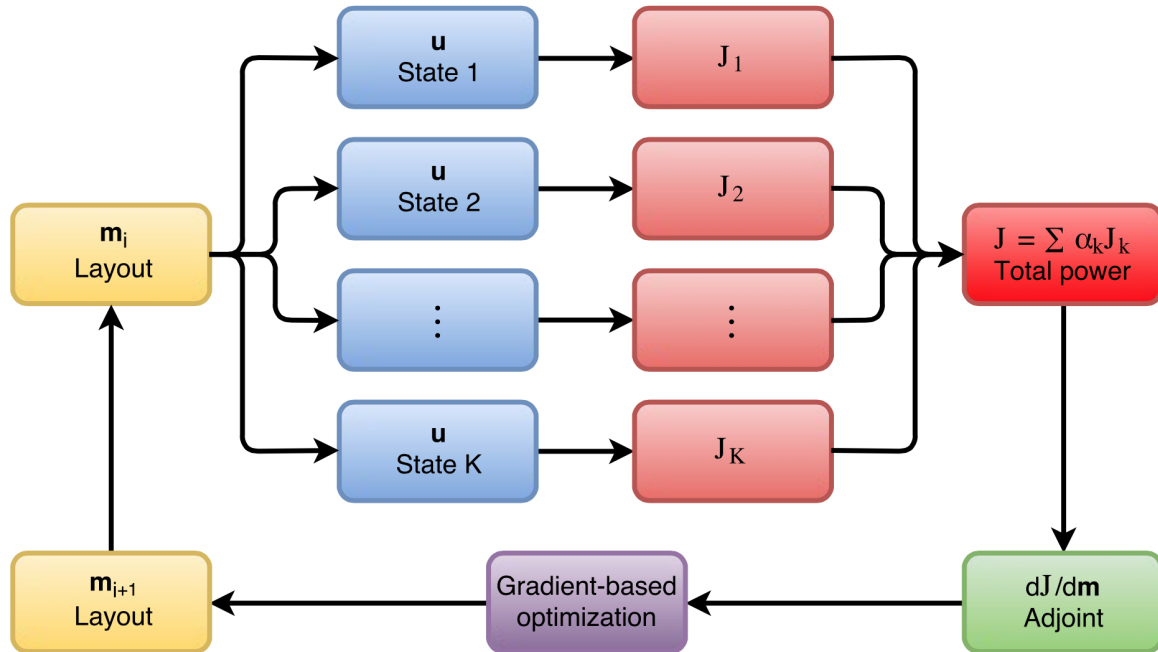 u
State 1
J₁
u
State 2
J₂
mᵢ
Layout
J = ∑ αₖJₖ
Total power
⋮
⋮
u
State K
J_K
mᵢ₊₁
Layout
Gradient-based
optimization
dJ/dm
Adjoint